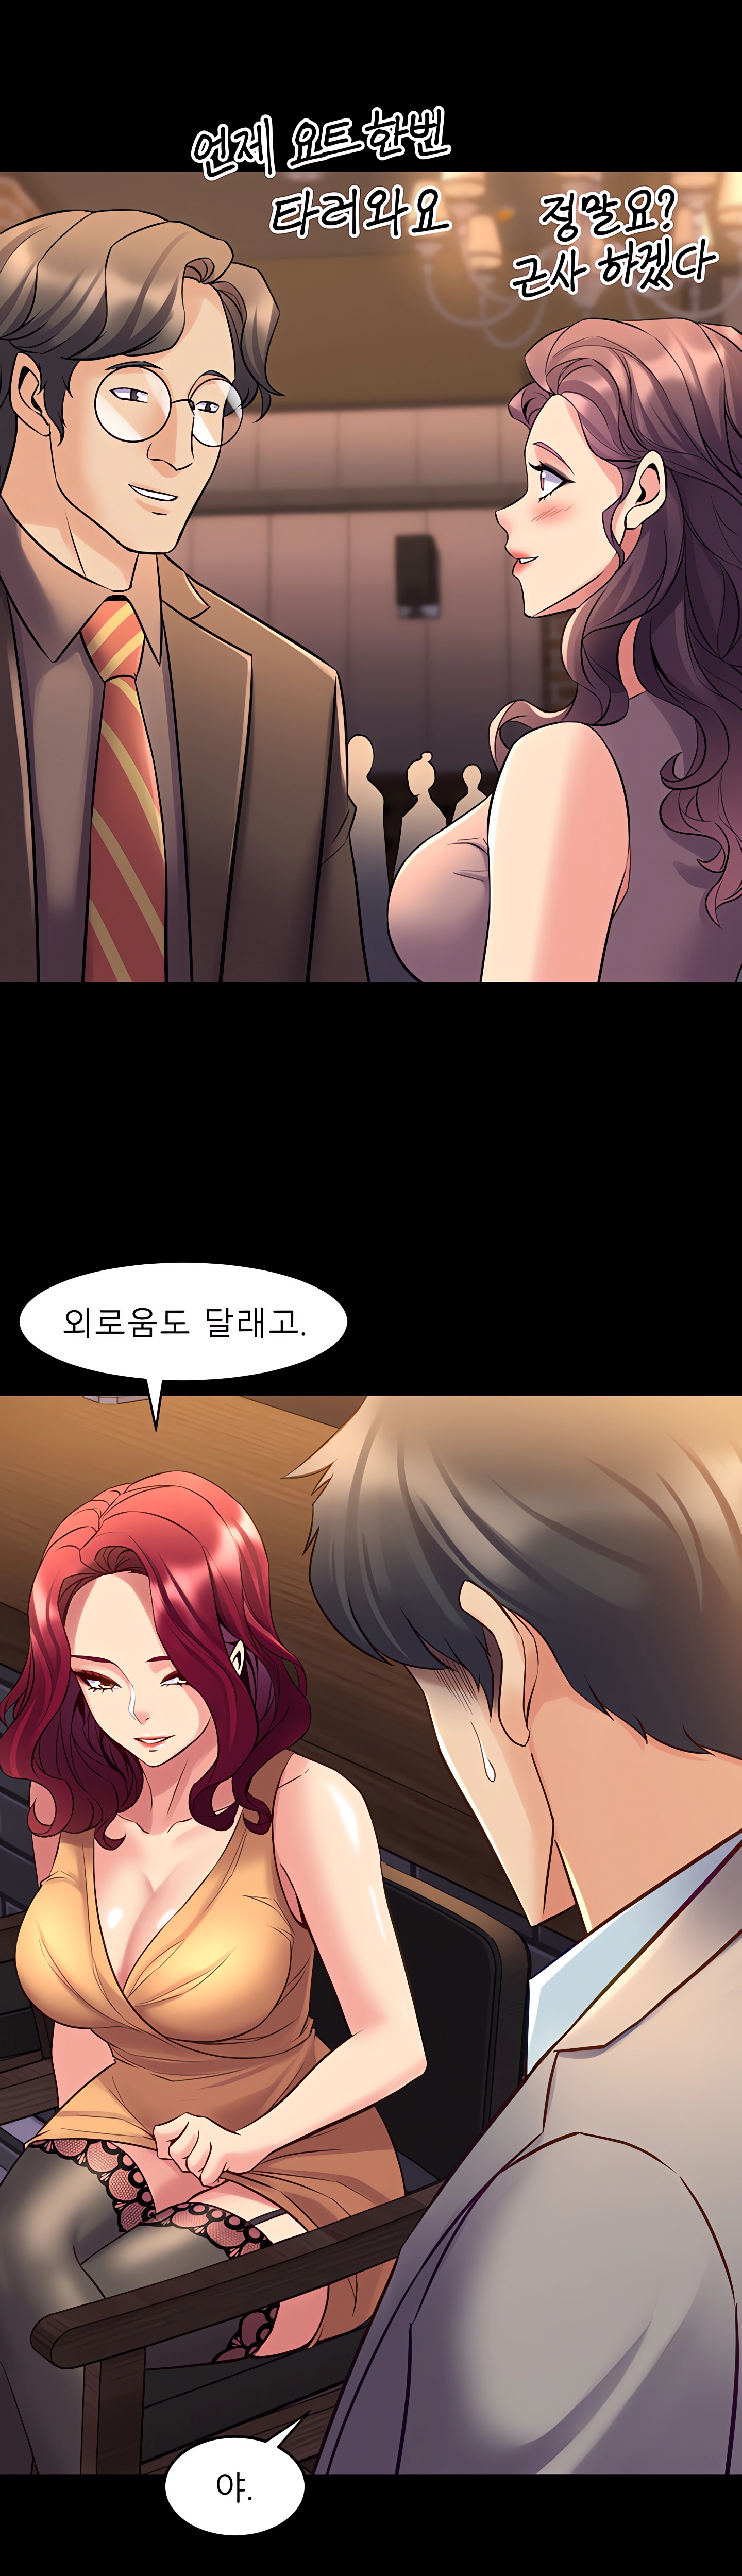 언제 요트 한번
타러와요
정말요?
근사 하겠다
외로움도 달래고.
야.